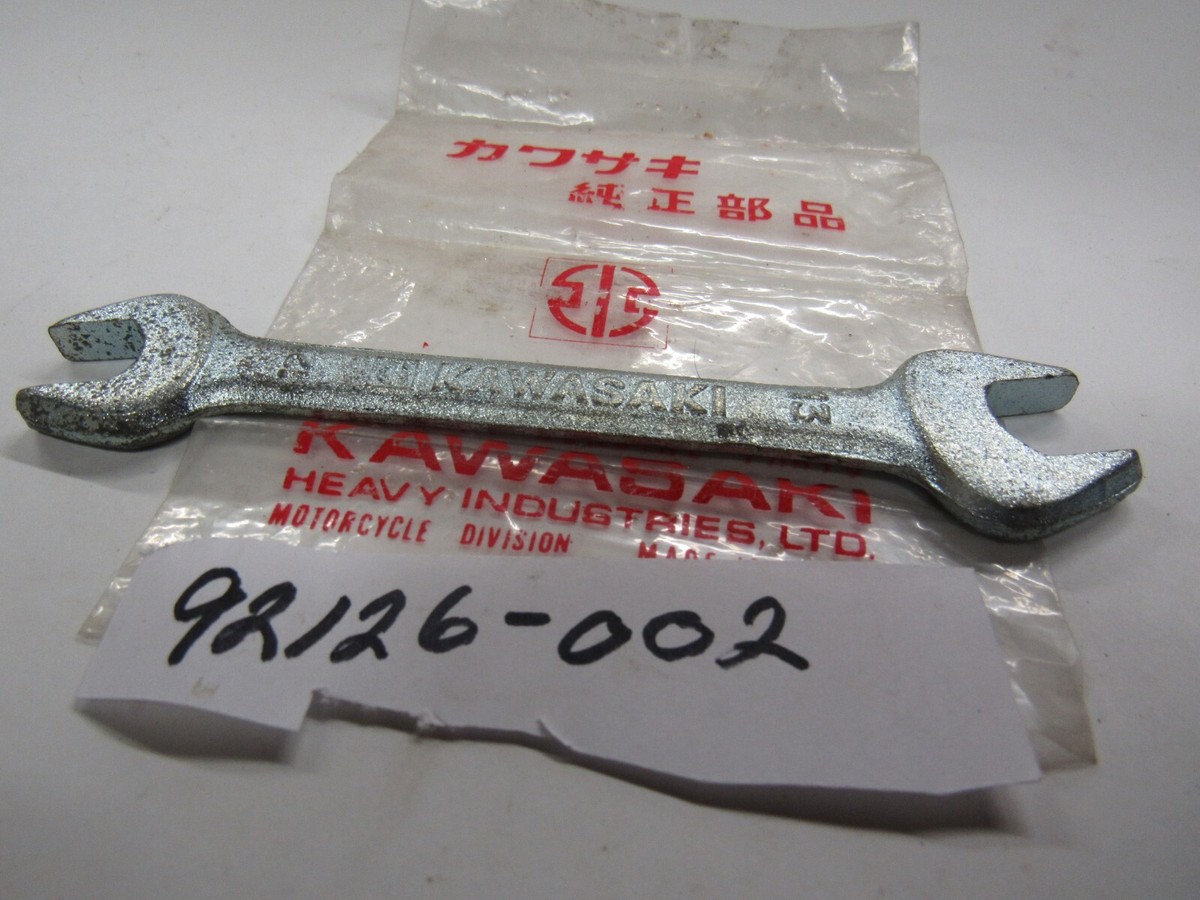 カワサキ
純正部品
KAWASAKI
13
KAWASAKI
HEAVY INDUSTRIES, LTD.
MOTORCYCLE DIVISION
92126-002